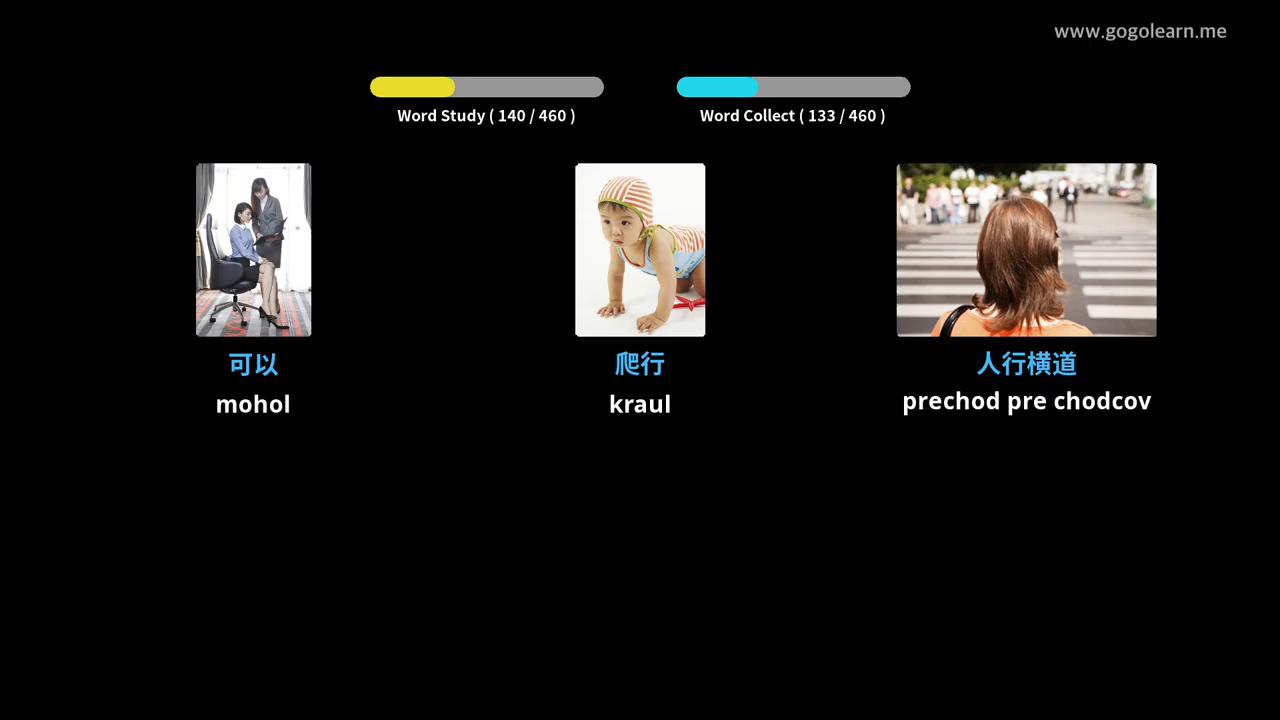 www.gogolearn.me
Word Study ( 140 / 460 )
Word Collect ( 133 / 460 )
可以
爬行
人行横道
mohol
kraul
prechod pre chodcov